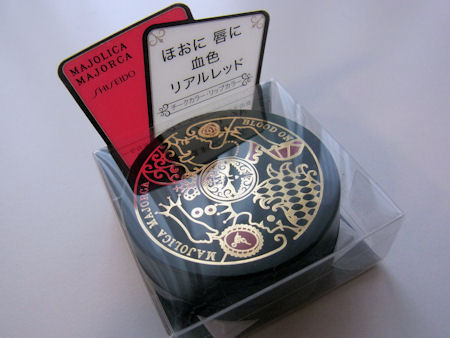 MAJOLICA
MAJORCA
SHISEIDO
ほおに 唇に
血色
リアルレッド
チークカラー・リップカラー
BLOOD ON
MAJOLICA MAJORCA